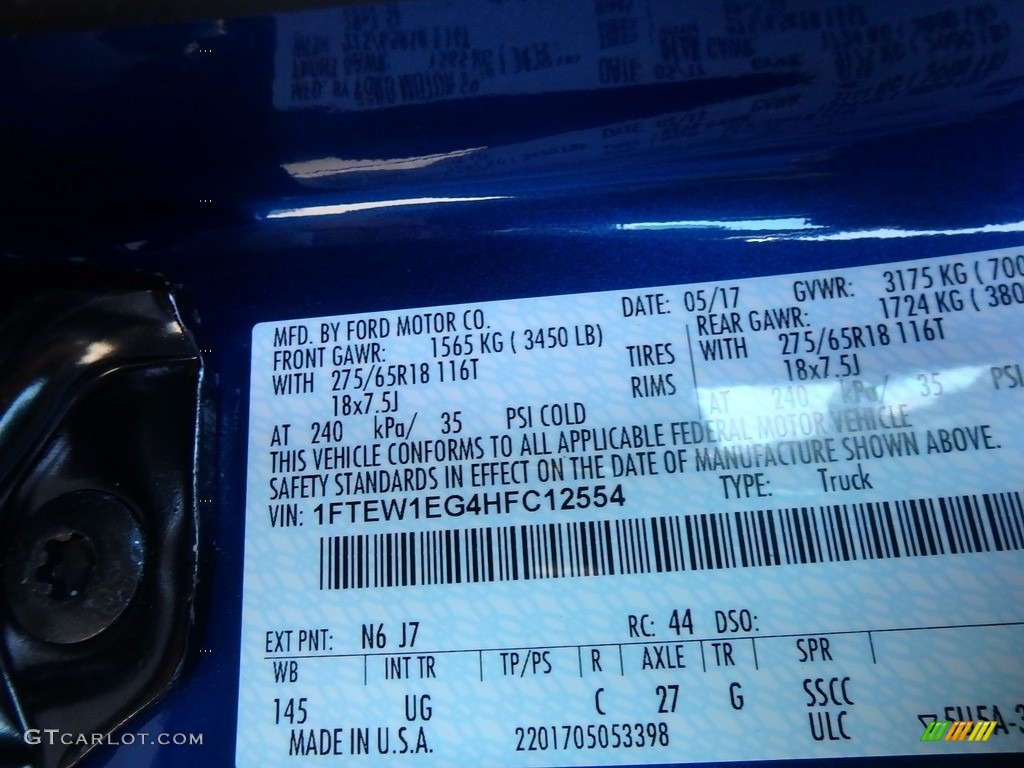 MFD. BY FORD MOTOR CO. DATE: 05/17 GVWR: 3175 KG ( 700
FRONT GAWR: 1565 KG ( 3450 LB) REAR GAWR: 1724 KG ( 380
WITH 275/65R18 116T TIRES WITH 275/65R18 116T
18x7.5J RIMS 18x7.5J
AT 240 kPa/ 35 PSI COLD AT 240 kPa/ 35 PSI
THIS VEHICLE CONFORMS TO ALL APPLICABLE FEDERAL MOTOR VEHICLE
SAFETY STANDARDS IN EFFECT ON THE DATE OF MANUFACTURE SHOWN ABOVE.
VIN: 1FTEW1EG4HFC12554 TYPE: Truck
EXT PNT: N6 J7 RC: 44 DSO:
WB INT TR TP/PS R AXLE TR SPR
145 UG C 27 G SSCC
MADE IN U.S.A. 2201705053398 ULC
GTCARLOT.COM